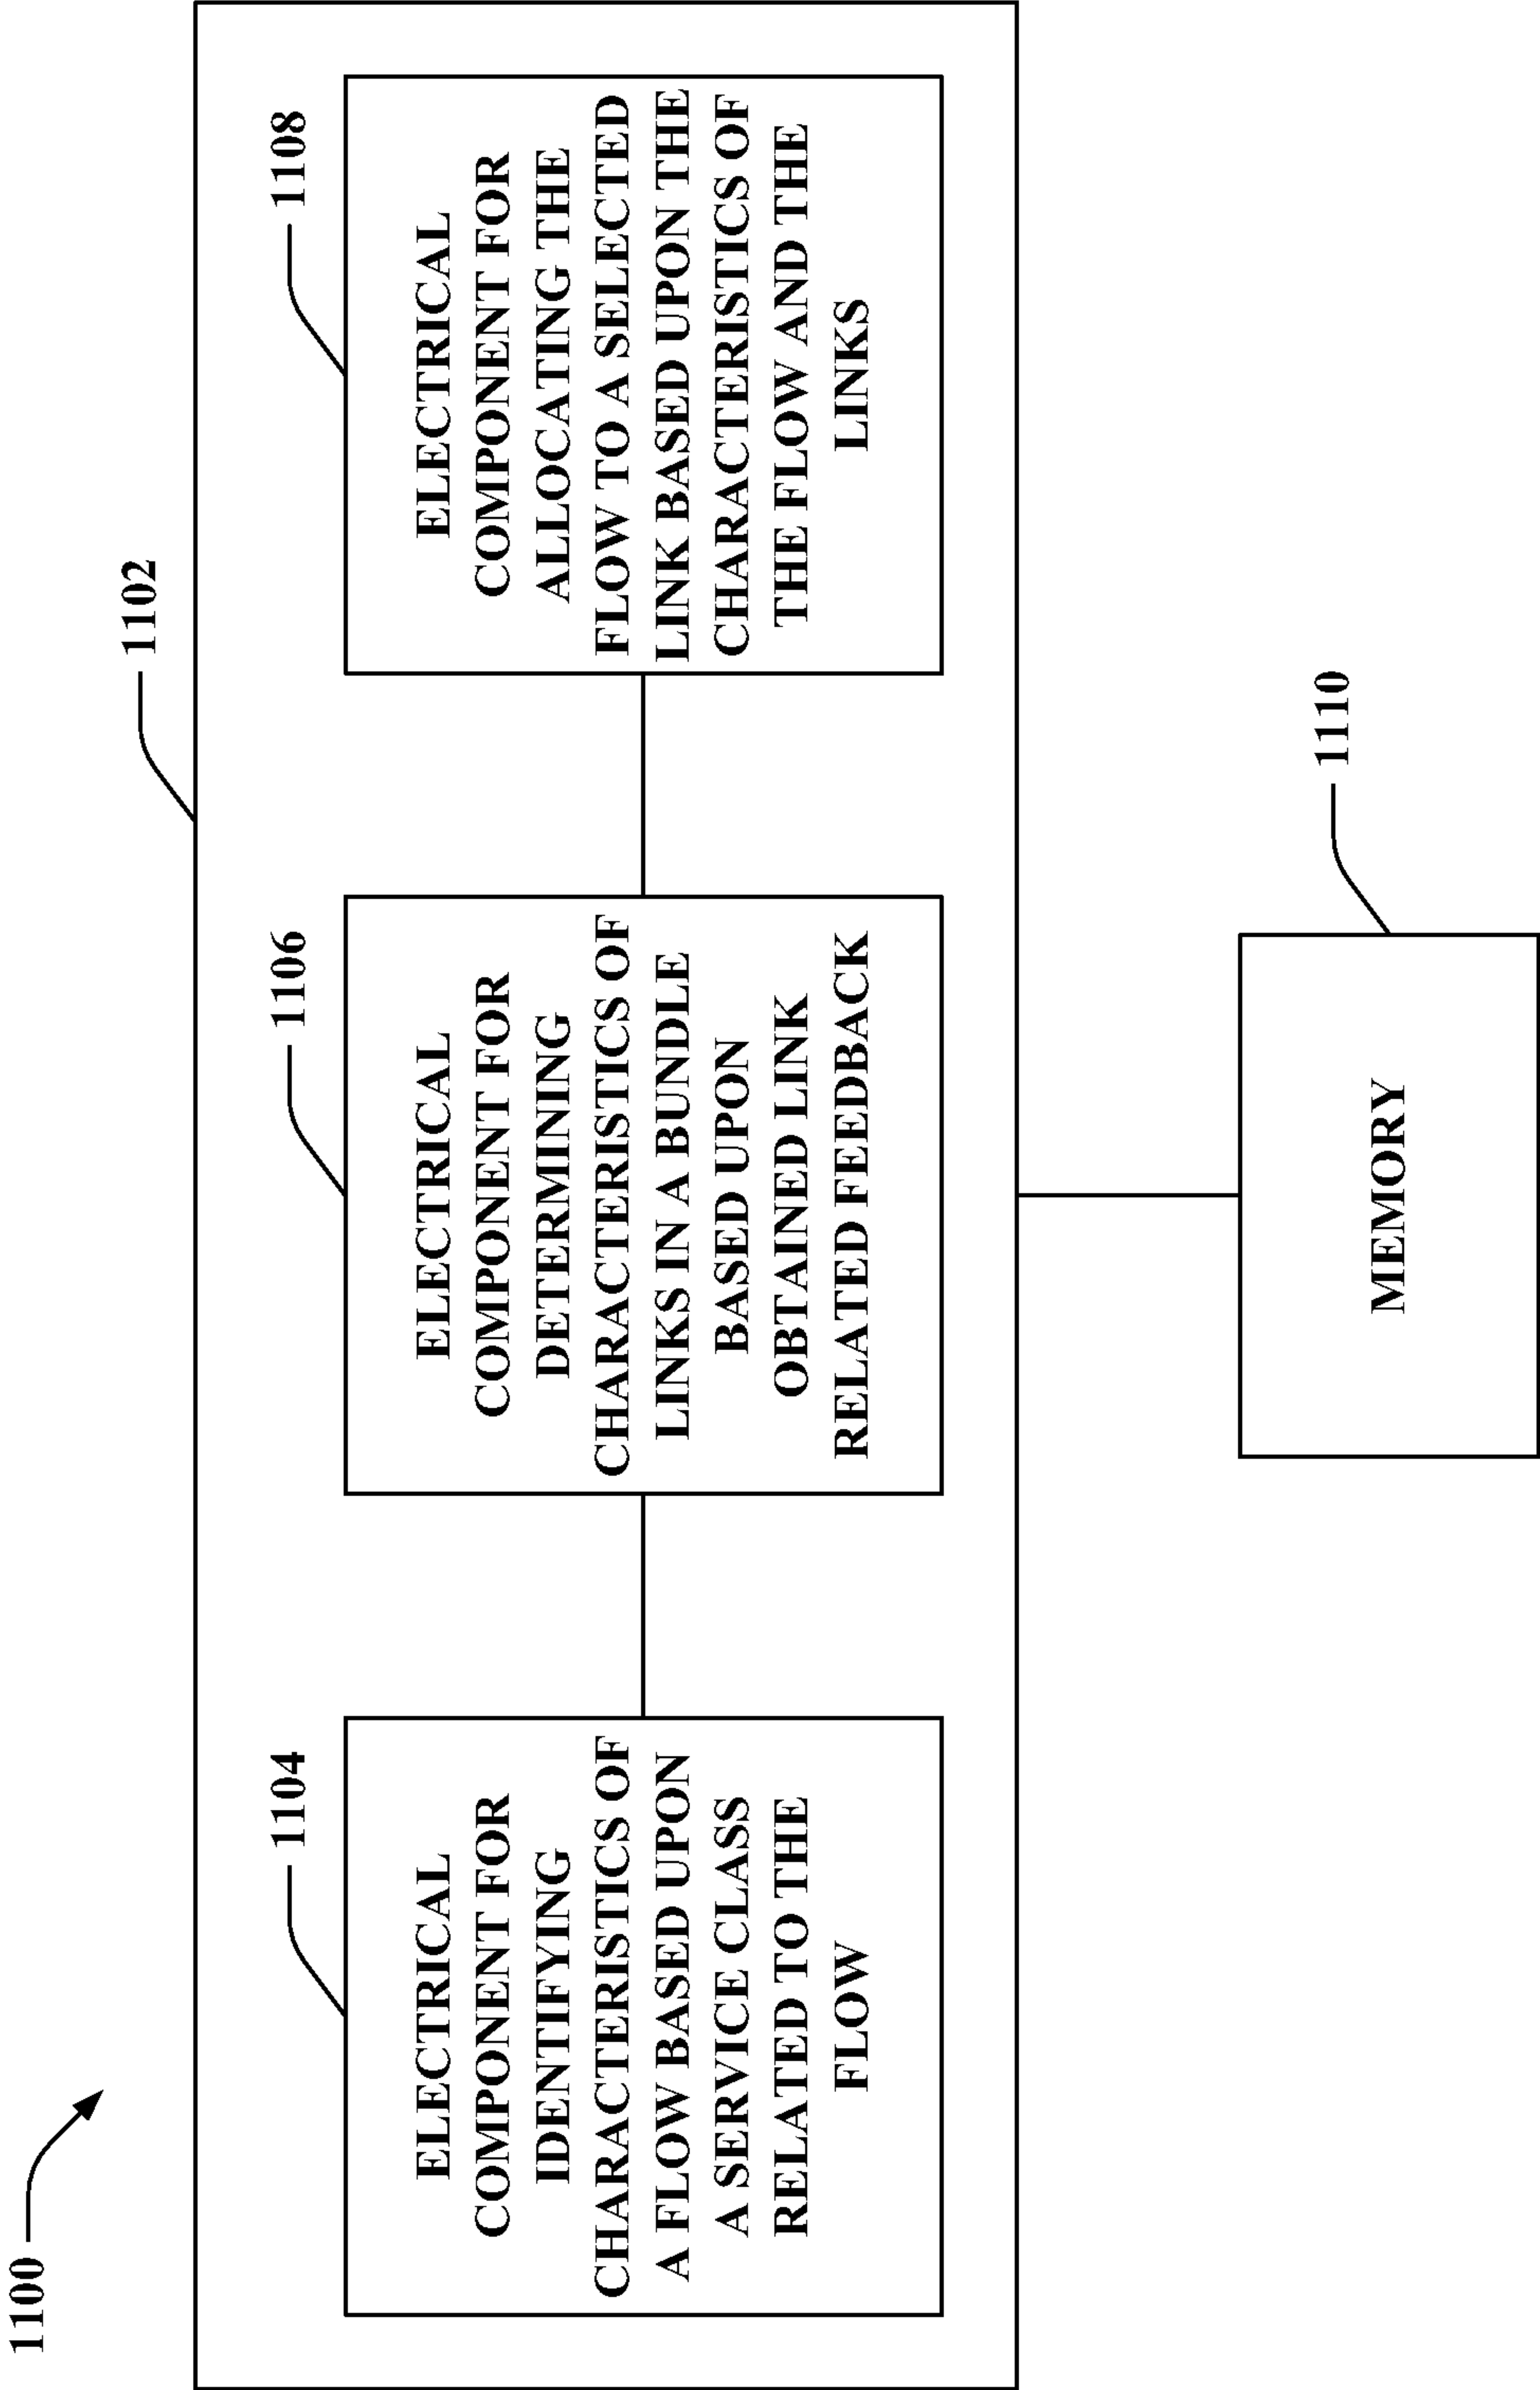 1100
1102
1104
ELECTRICAL
COMPONENT FOR
IDENTIFYING
CHARACTERISTICS OF
A FLOW BASED UPON
A SERVICE CLASS
RELATED TO THE
FLOW
1106
ELECTRICAL
COMPONENT FOR
DETERMINING
CHARACTERISTICS OF
LINKS IN A BUNDLE
BASED UPON
OBTAINED LINK
RELATED FEEDBACK
1108
ELECTRICAL
COMPONENT FOR
ALLOCATING THE
FLOW TO A SELECTED
LINK BASED UPON THE
CHARACTERISTICS OF
THE FLOW AND THE
LINKS
1110
MEMORY